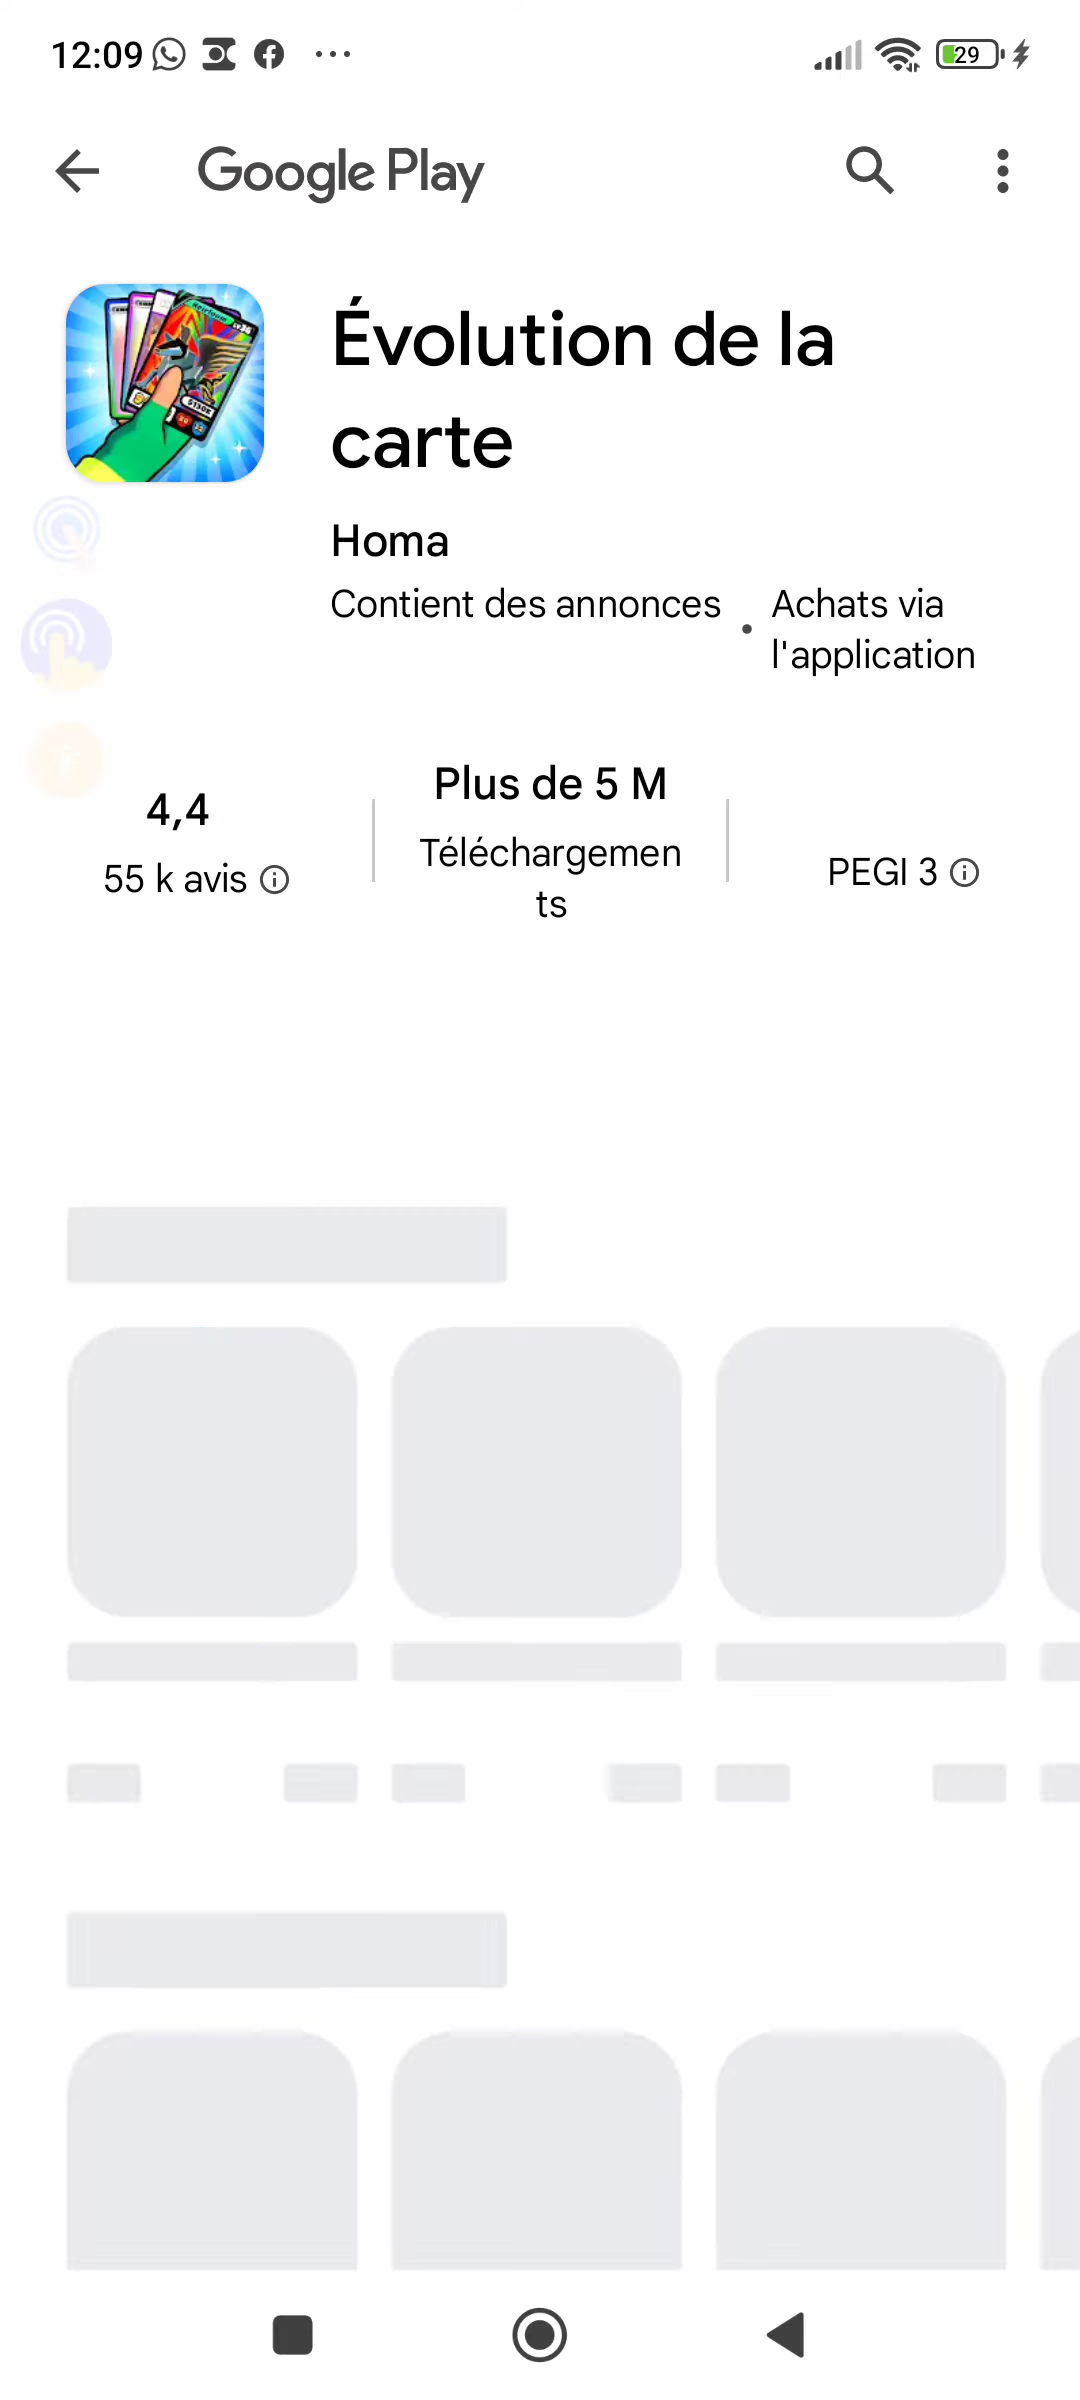 12:09
29
Google Play
Évolution de la
carte
Homa
Contient des annonces • Achats via
l'application
4,4
55 k avis
Plus de 5 M
Téléchargemen
ts
PEGI 3